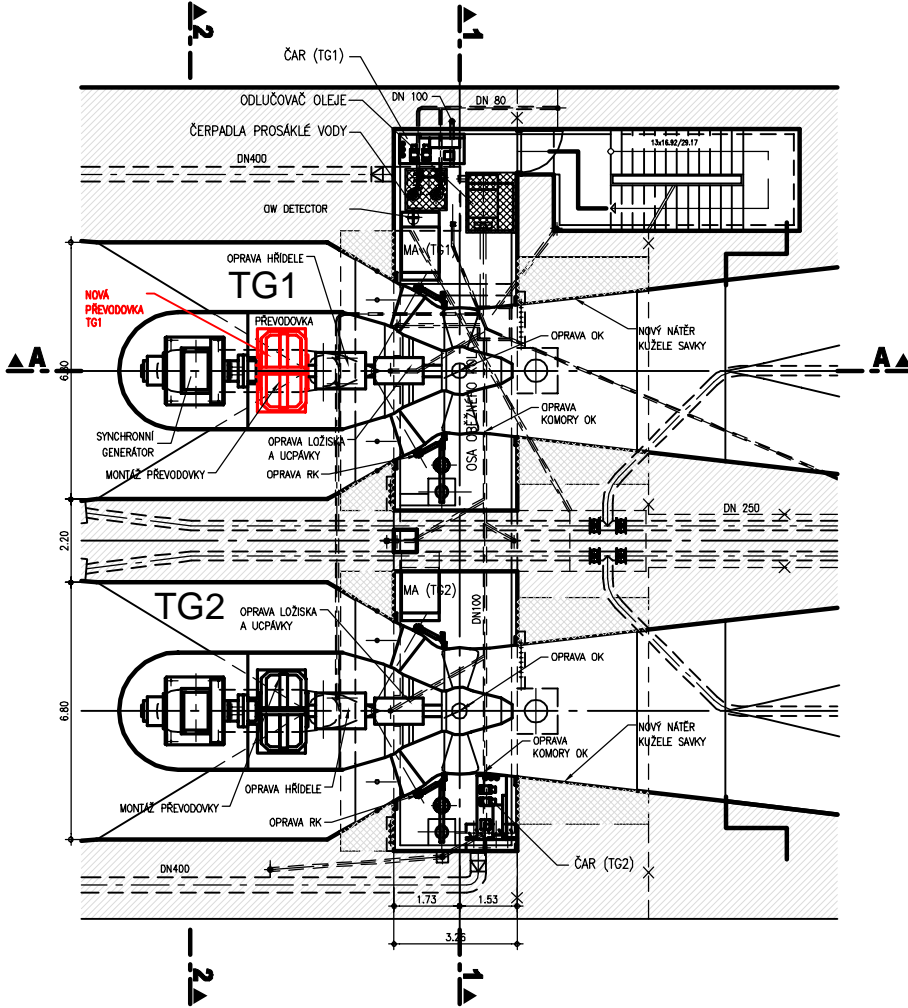 2
1
ČAR (TG1)
ODLUČOVAČ OLEJE
DN 100
DN 80
ČERPADLA PROSÁKLÉ VODY
13x16.92/29.17
DN400
OW DETECTOR
MA (TG1)
OPRAVA HŘÍDELE
TG1
NOVÁ
PŘEVODOVKA
TG1
PŘEVODOVKA
NOVÝ NÁTĚR
KUŽELE SAVKY
OPRAVA OK
A
A
6.80
OSA OBĚŽNÉHO KOLA
OPRAVA
KOMORY OK
SYNCHRONNÍ
GENERÁTOR
OPRAVA LOŽISKA
A UCPÁVKY
MONTÁŽ PŘEVODOVKY
OPRAVA RK
DN 250
2.20
MA (TG2)
TG2
OPRAVA LOŽISKA
A UCPÁVKY
DN100
OPRAVA OK
6.80
NOVÝ NÁTĚR
KUŽELE SAVKY
OPRAVA
KOMORY OK
OPRAVA HŘÍDELE
MONTÁŽ PŘEVODOVKY
OPRAVA RK
DN400
ČAR (TG2)
1.73
1.53
3.26
2
1